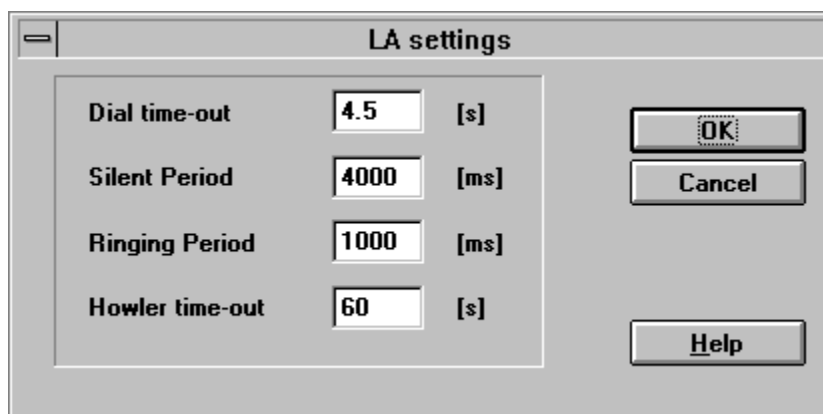 LA settings
Dial time-out 4.5 [s]
Silent Period 4000 [ms]
Ringing Period 1000 [ms]
Howler time-out 60 [s]
OK
Cancel
Help